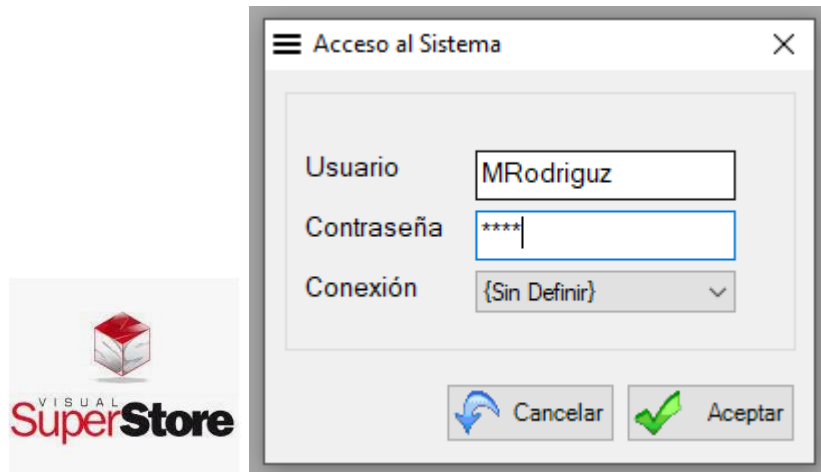 Acceso al Sistema
Usuario
MRodriguz
Contraseña
****
Conexión
{Sin Definir}
Cancelar
Aceptar
VISUAL
SuperStore